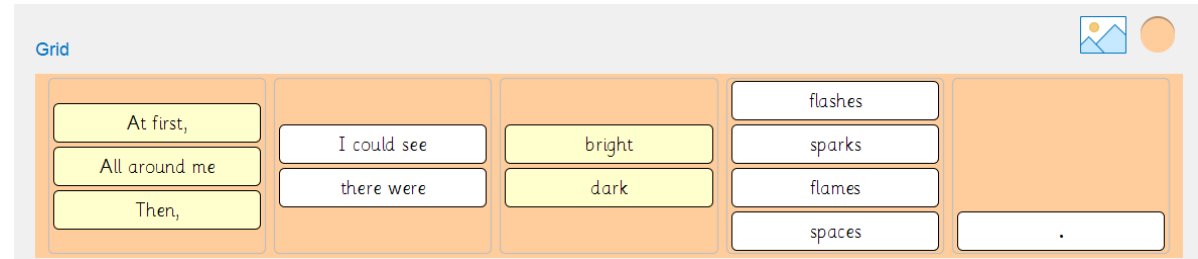 Grid
At first,
All around me
Then,
I could see
there were
bright
dark
flashes
sparks
flames
spaces
.